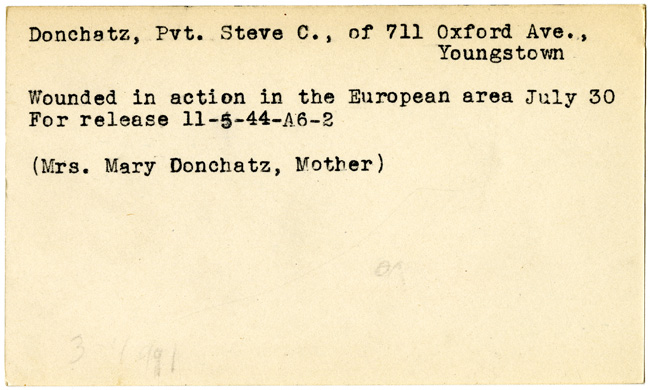 Donchatz, Pvt. Steve C., of 711 Oxford Ave.,
Youngstown
Wounded in action in the European area July 30
For release 11-5-44-A6-2
(Mrs. Mary Donchatz, Mother)
3